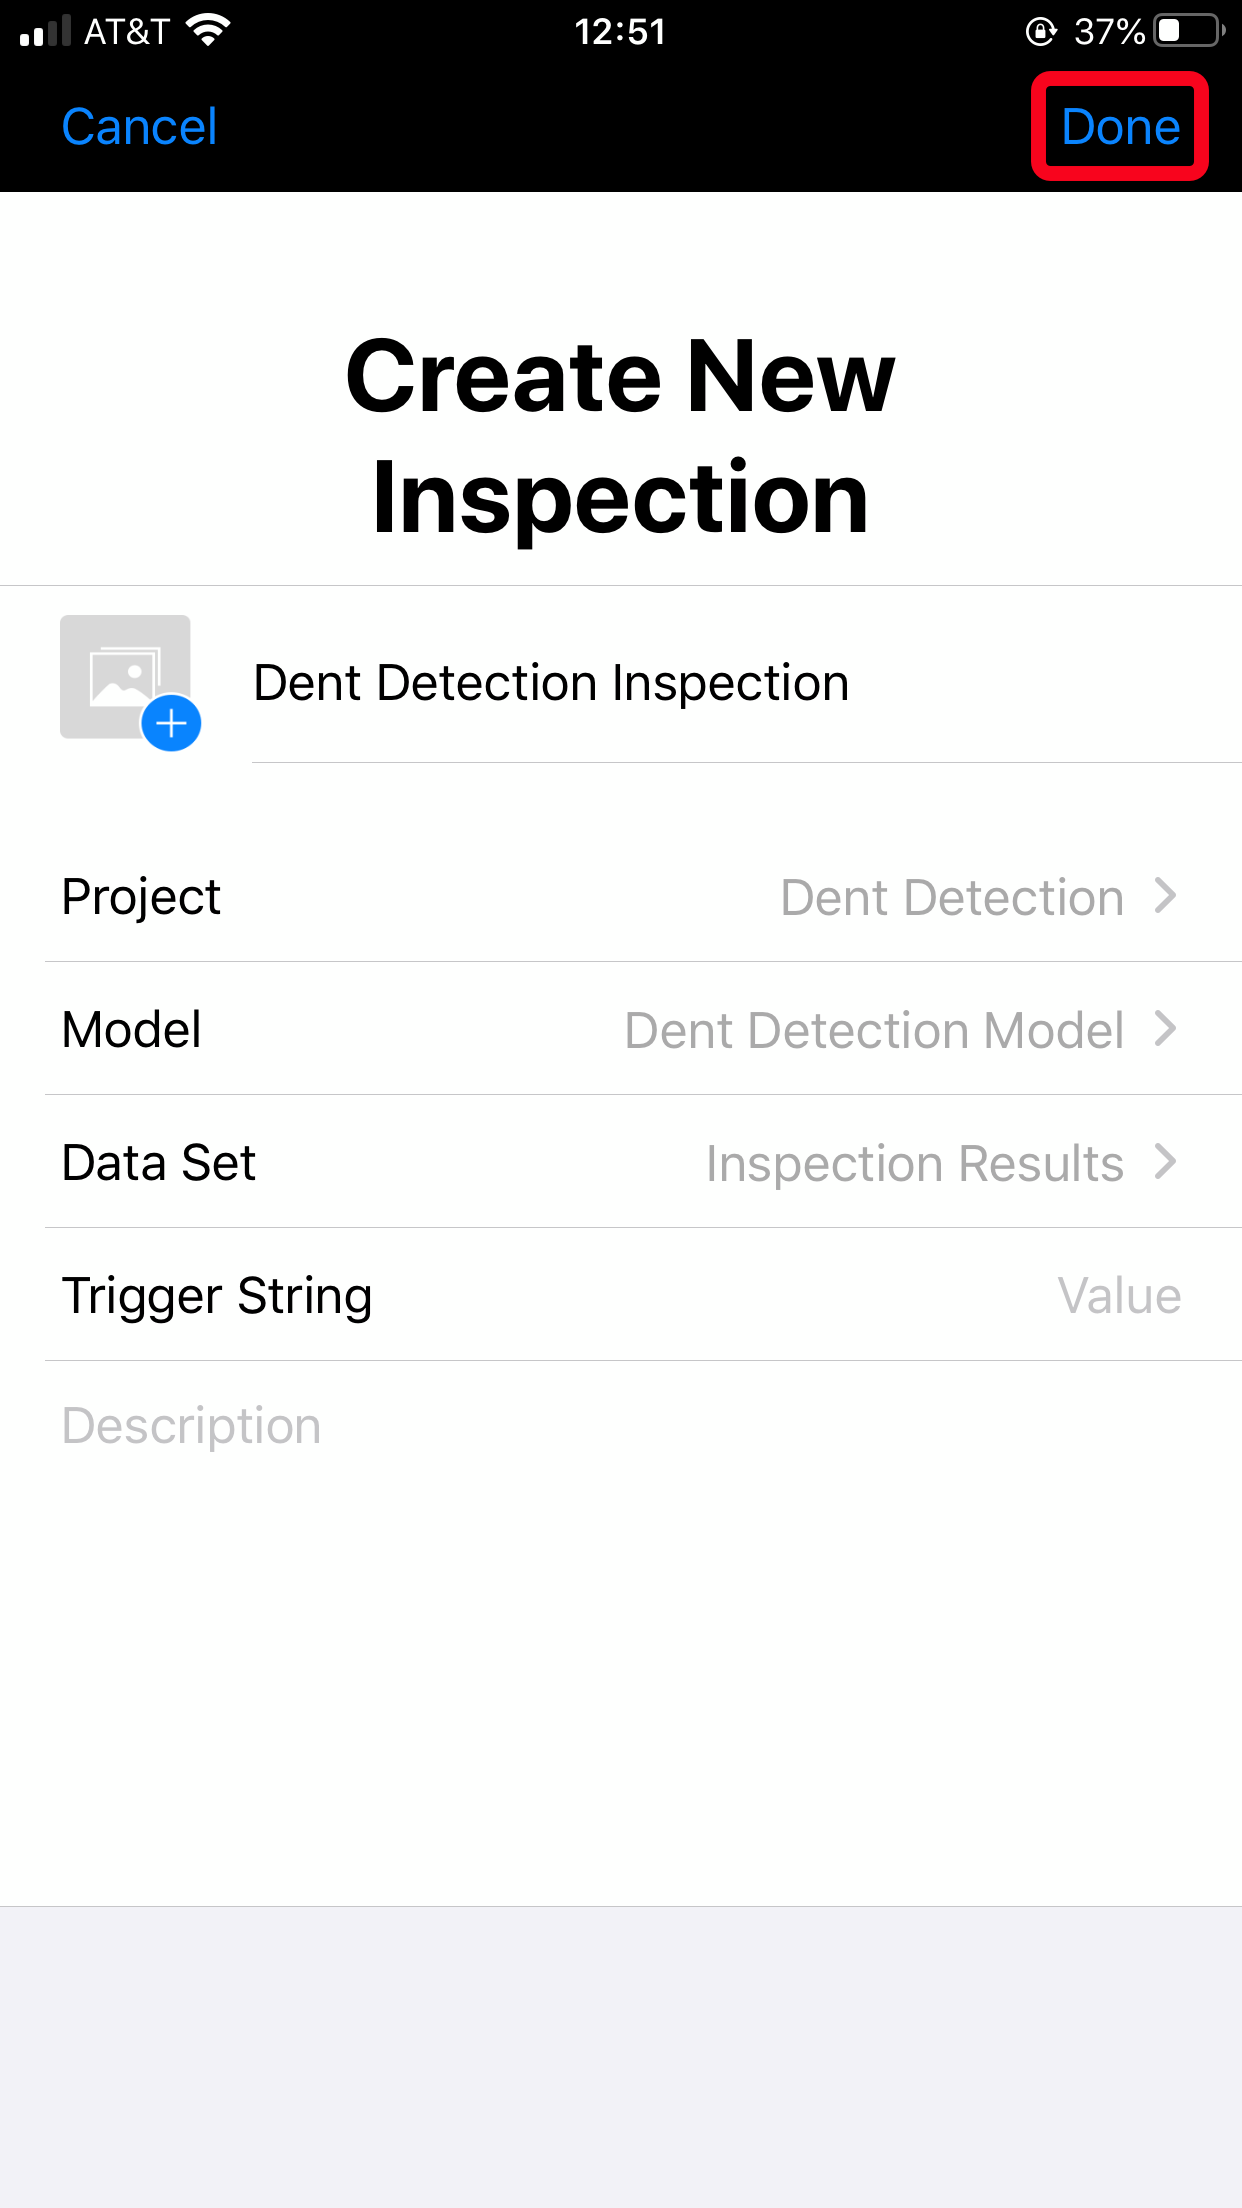 AT&T 12:51 37%
Cancel Done
Create New
Inspection
Dent Detection Inspection
Project Dent Detection
Model Dent Detection Model
Data Set Inspection Results
Trigger String Value
Description